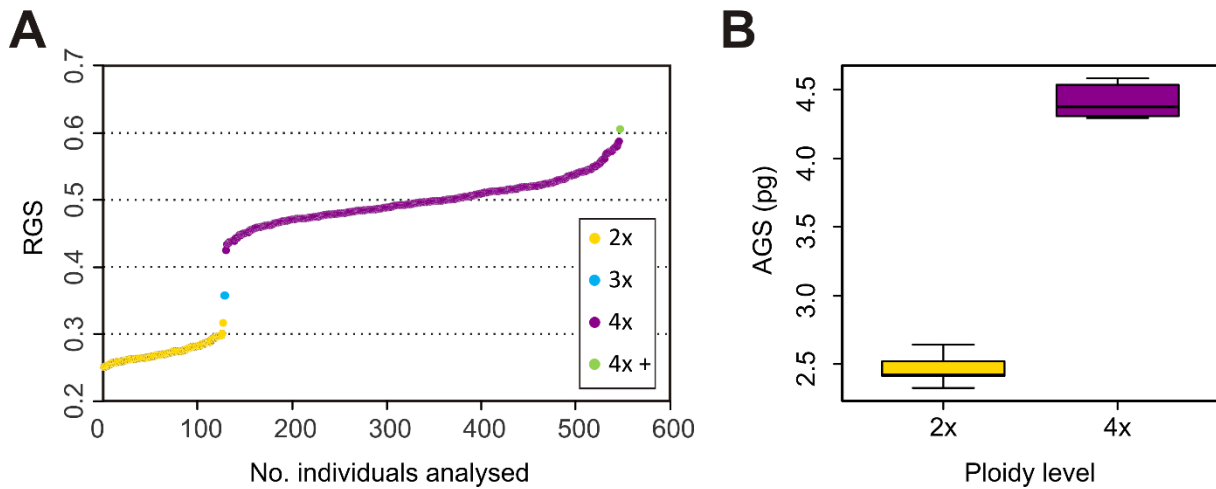 A
RGS
0.7
0.6
0.5
0.4
0.3
0.2
0 100 200 300 400 500 600
No. individuals analysed
2x
3x
4x
4x +
B
AGS (pg)
4.5
4.0
3.5
3.0
2.5
2x 4x
Ploidy level